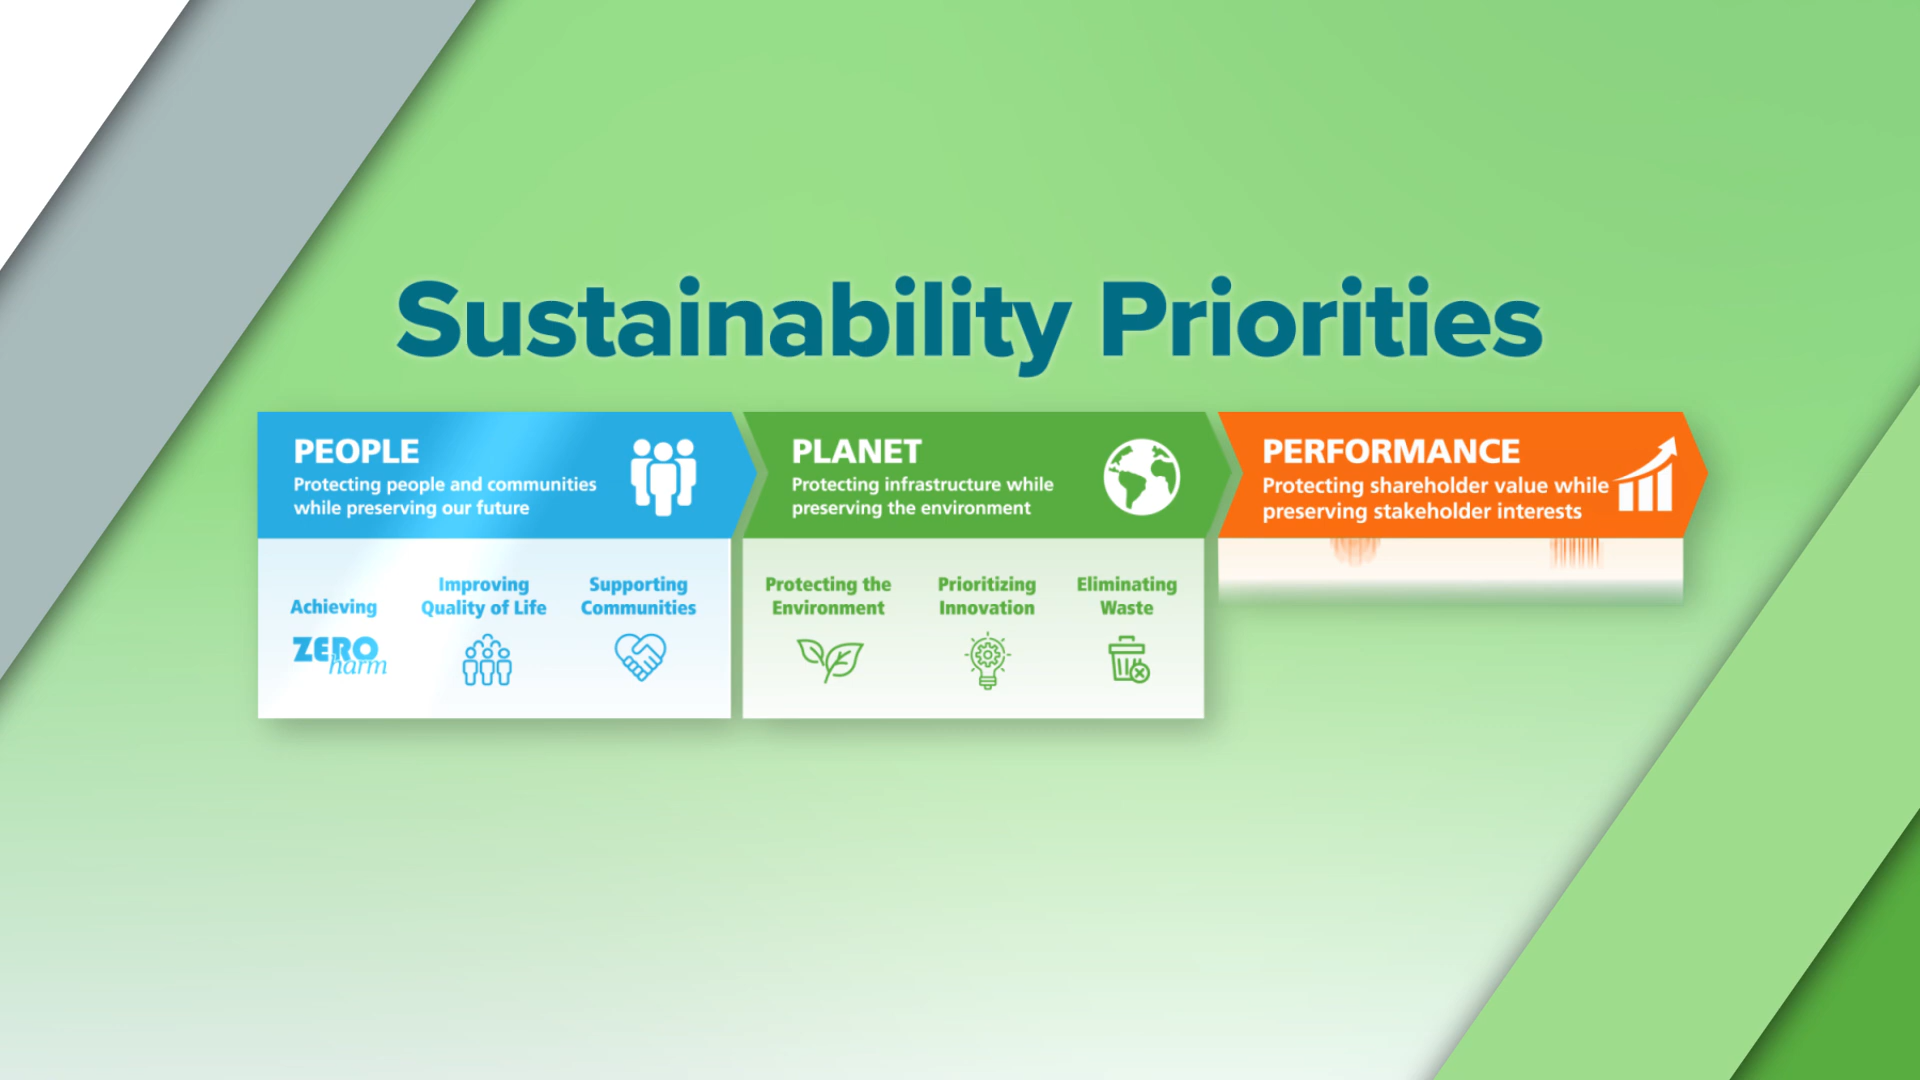 Sustainability Priorities
PEOPLE
Protecting people and communities
while preserving our future
Achieving
ZERO
harm
Improving
Quality of Life
Supporting
Communities
PLANET
Protecting infrastructure while
preserving the environment
Protecting the
Environment
Prioritizing
Innovation
Eliminating
Waste
PERFORMANCE
Protecting shareholder value while
preserving stakeholder interests